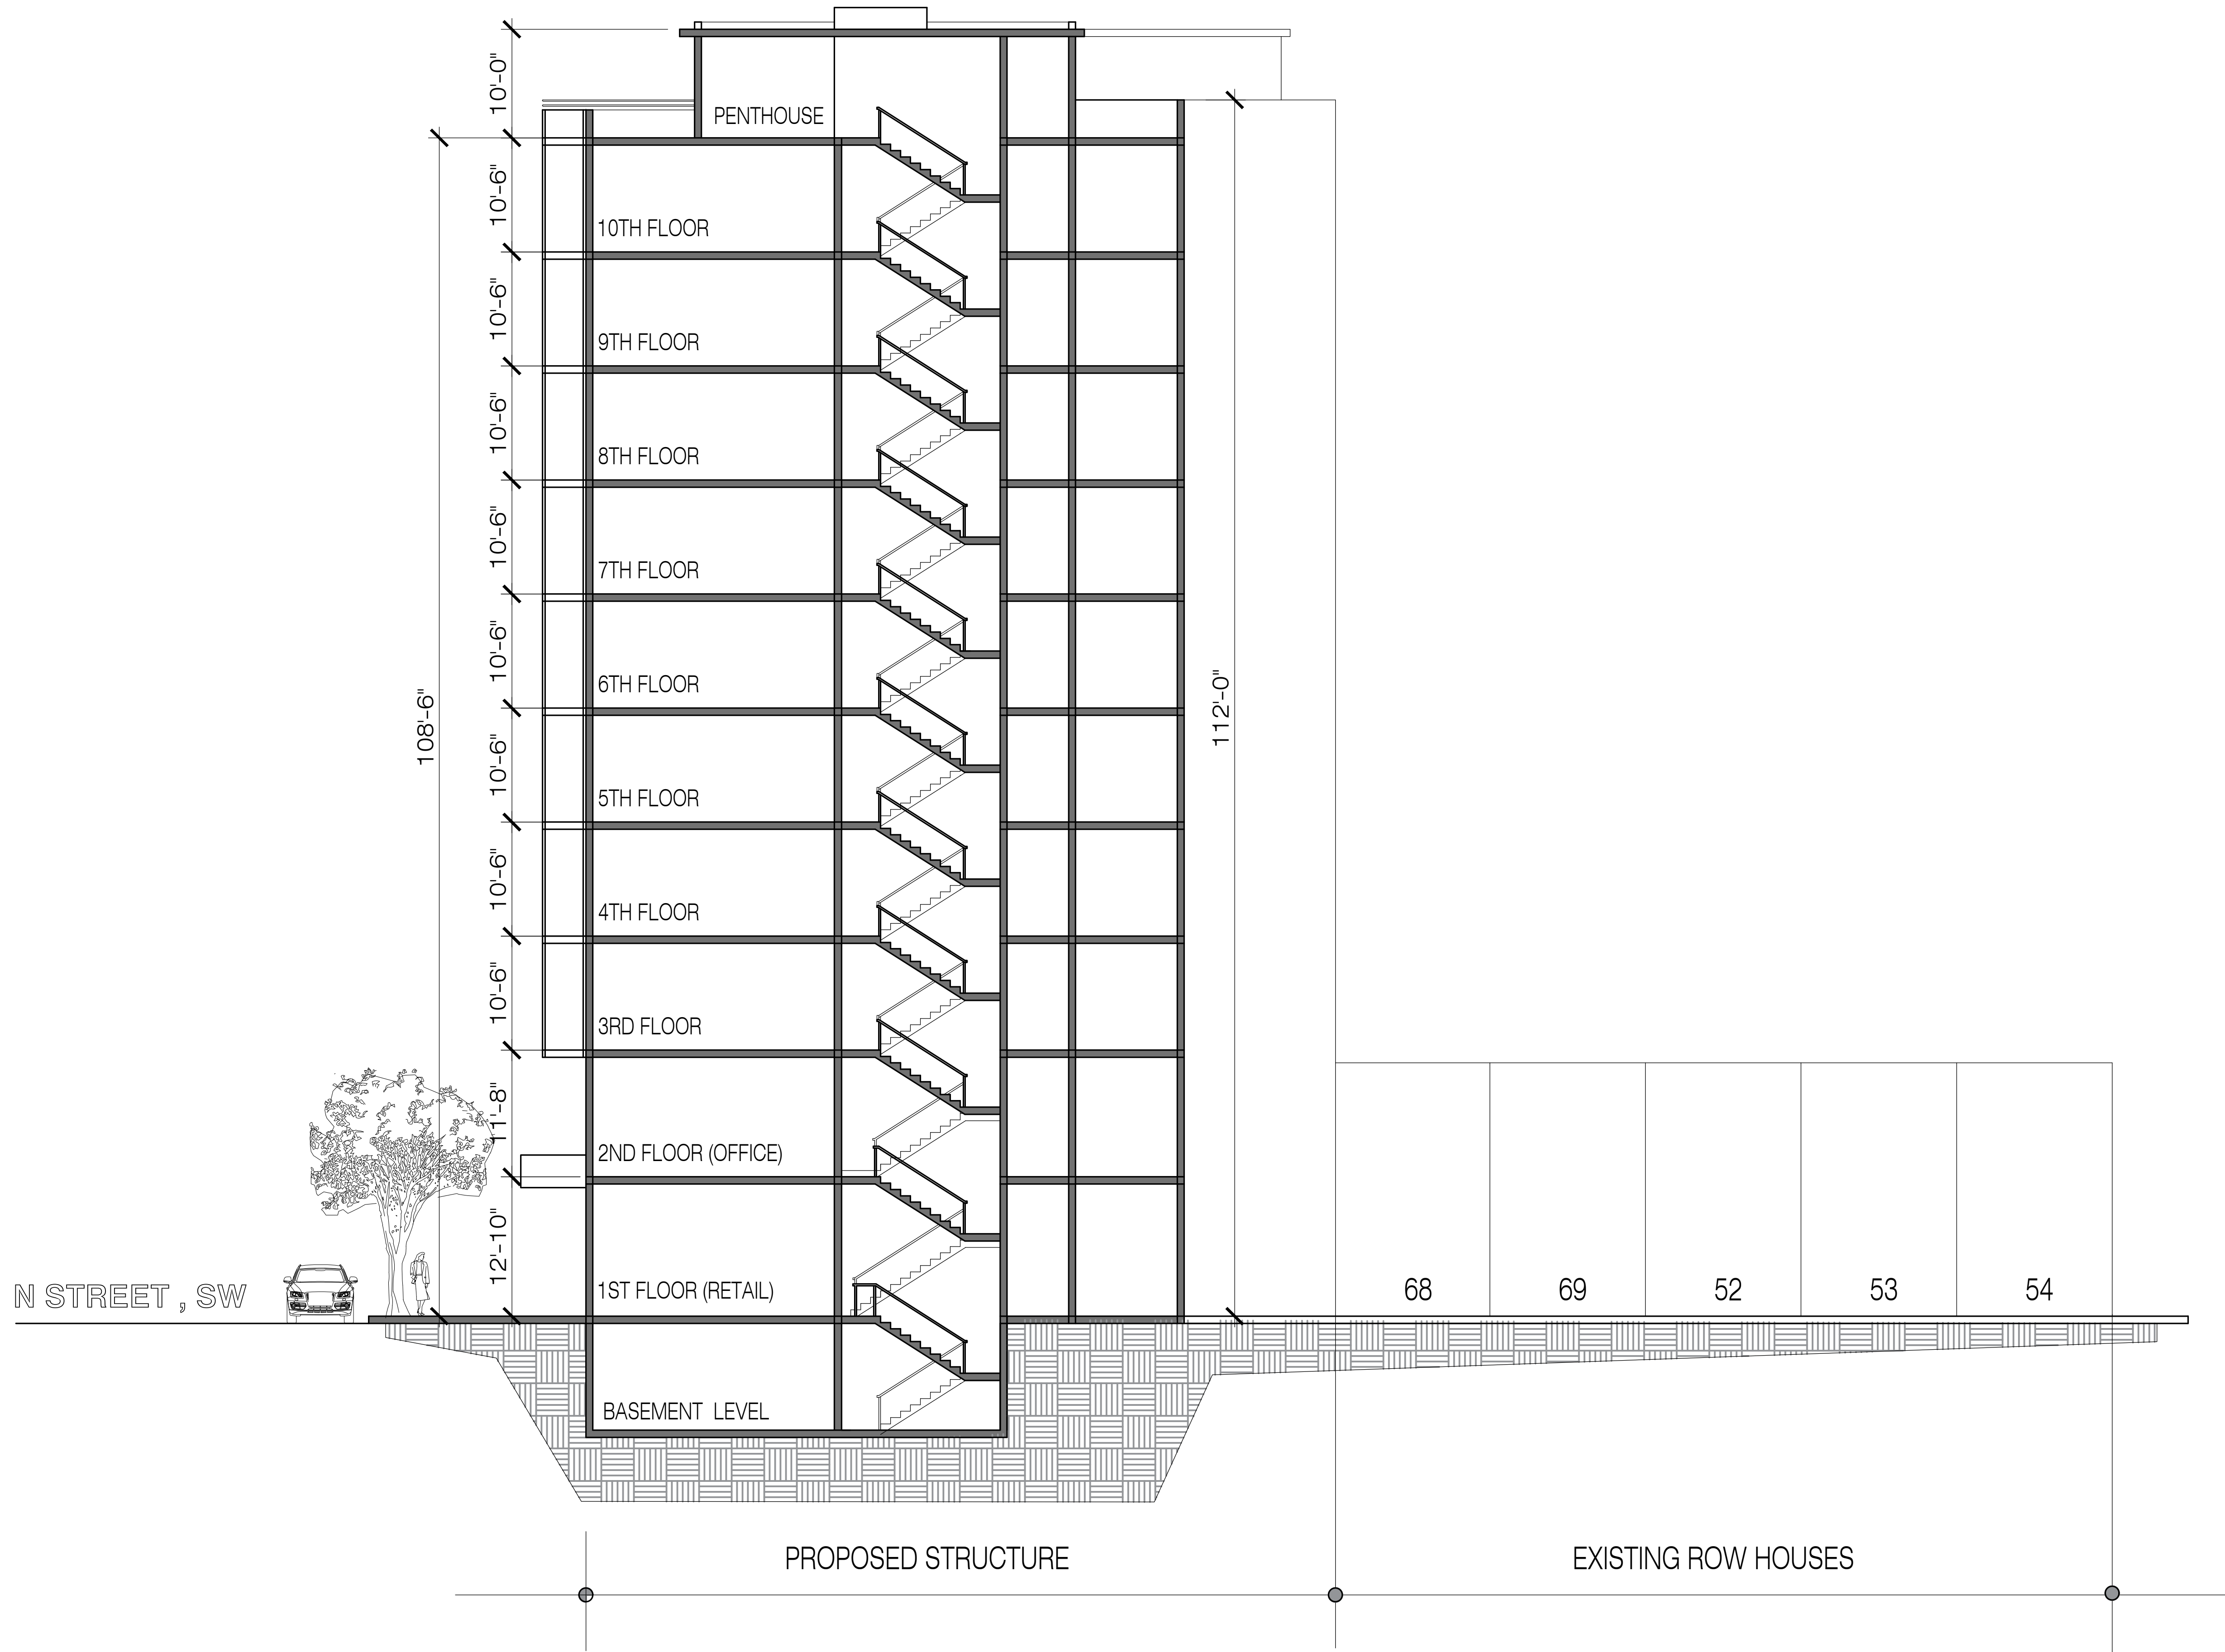 10'-0"
PENTHOUSE
10'-6"
10TH FLOOR
10'-6"
9TH FLOOR
10'-6"
8TH FLOOR
10'-6"
7TH FLOOR
10'-6"
6TH FLOOR
108'-6"
112'-0"
10'-6"
5TH FLOOR
10'-6"
4TH FLOOR
10'-6"
3RD FLOOR
11'-8"
2ND FLOOR (OFFICE)
12'-10"
1ST FLOOR (RETAIL)
N STREET , SW
68 69 52 53 54
BASEMENT LEVEL
PROPOSED STRUCTURE
EXISTING ROW HOUSES